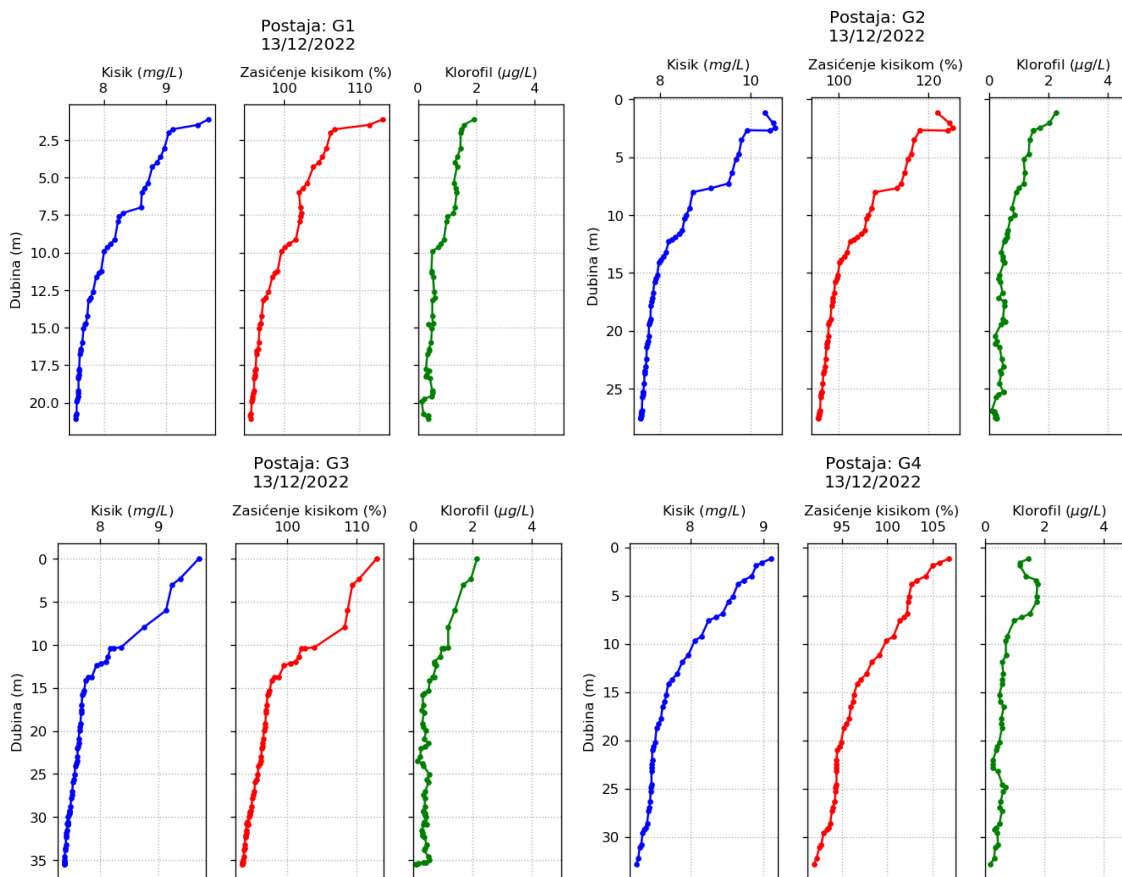 Postaja: G1
13/12/2022
Kisik (mg/L)
Zasićenje kisikom (%)
Klorofil (μg/L)
8 9
100 110
0 2 4
Dubina (m)
2.5
5.0
7.5
10.0
12.5
15.0
17.5
20.0
Postaja: G2
13/12/2022
Kisik (mg/L)
Zasićenje kisikom (%)
Klorofil (μg/L)
8 10
100 120
0 2 4
Dubina (m)
0
5
10
15
20
25
Postaja: G3
13/12/2022
Kisik (mg/L)
Zasićenje kisikom (%)
Klorofil (μg/L)
8 9
100 110
0 2 4
Dubina (m)
0
5
10
15
20
25
30
35
Postaja: G4
13/12/2022
Kisik (mg/L)
Zasićenje kisikom (%)
Klorofil (μg/L)
8 9
95 100 105
0 2 4
Dubina (m)
0
5
10
15
20
25
30